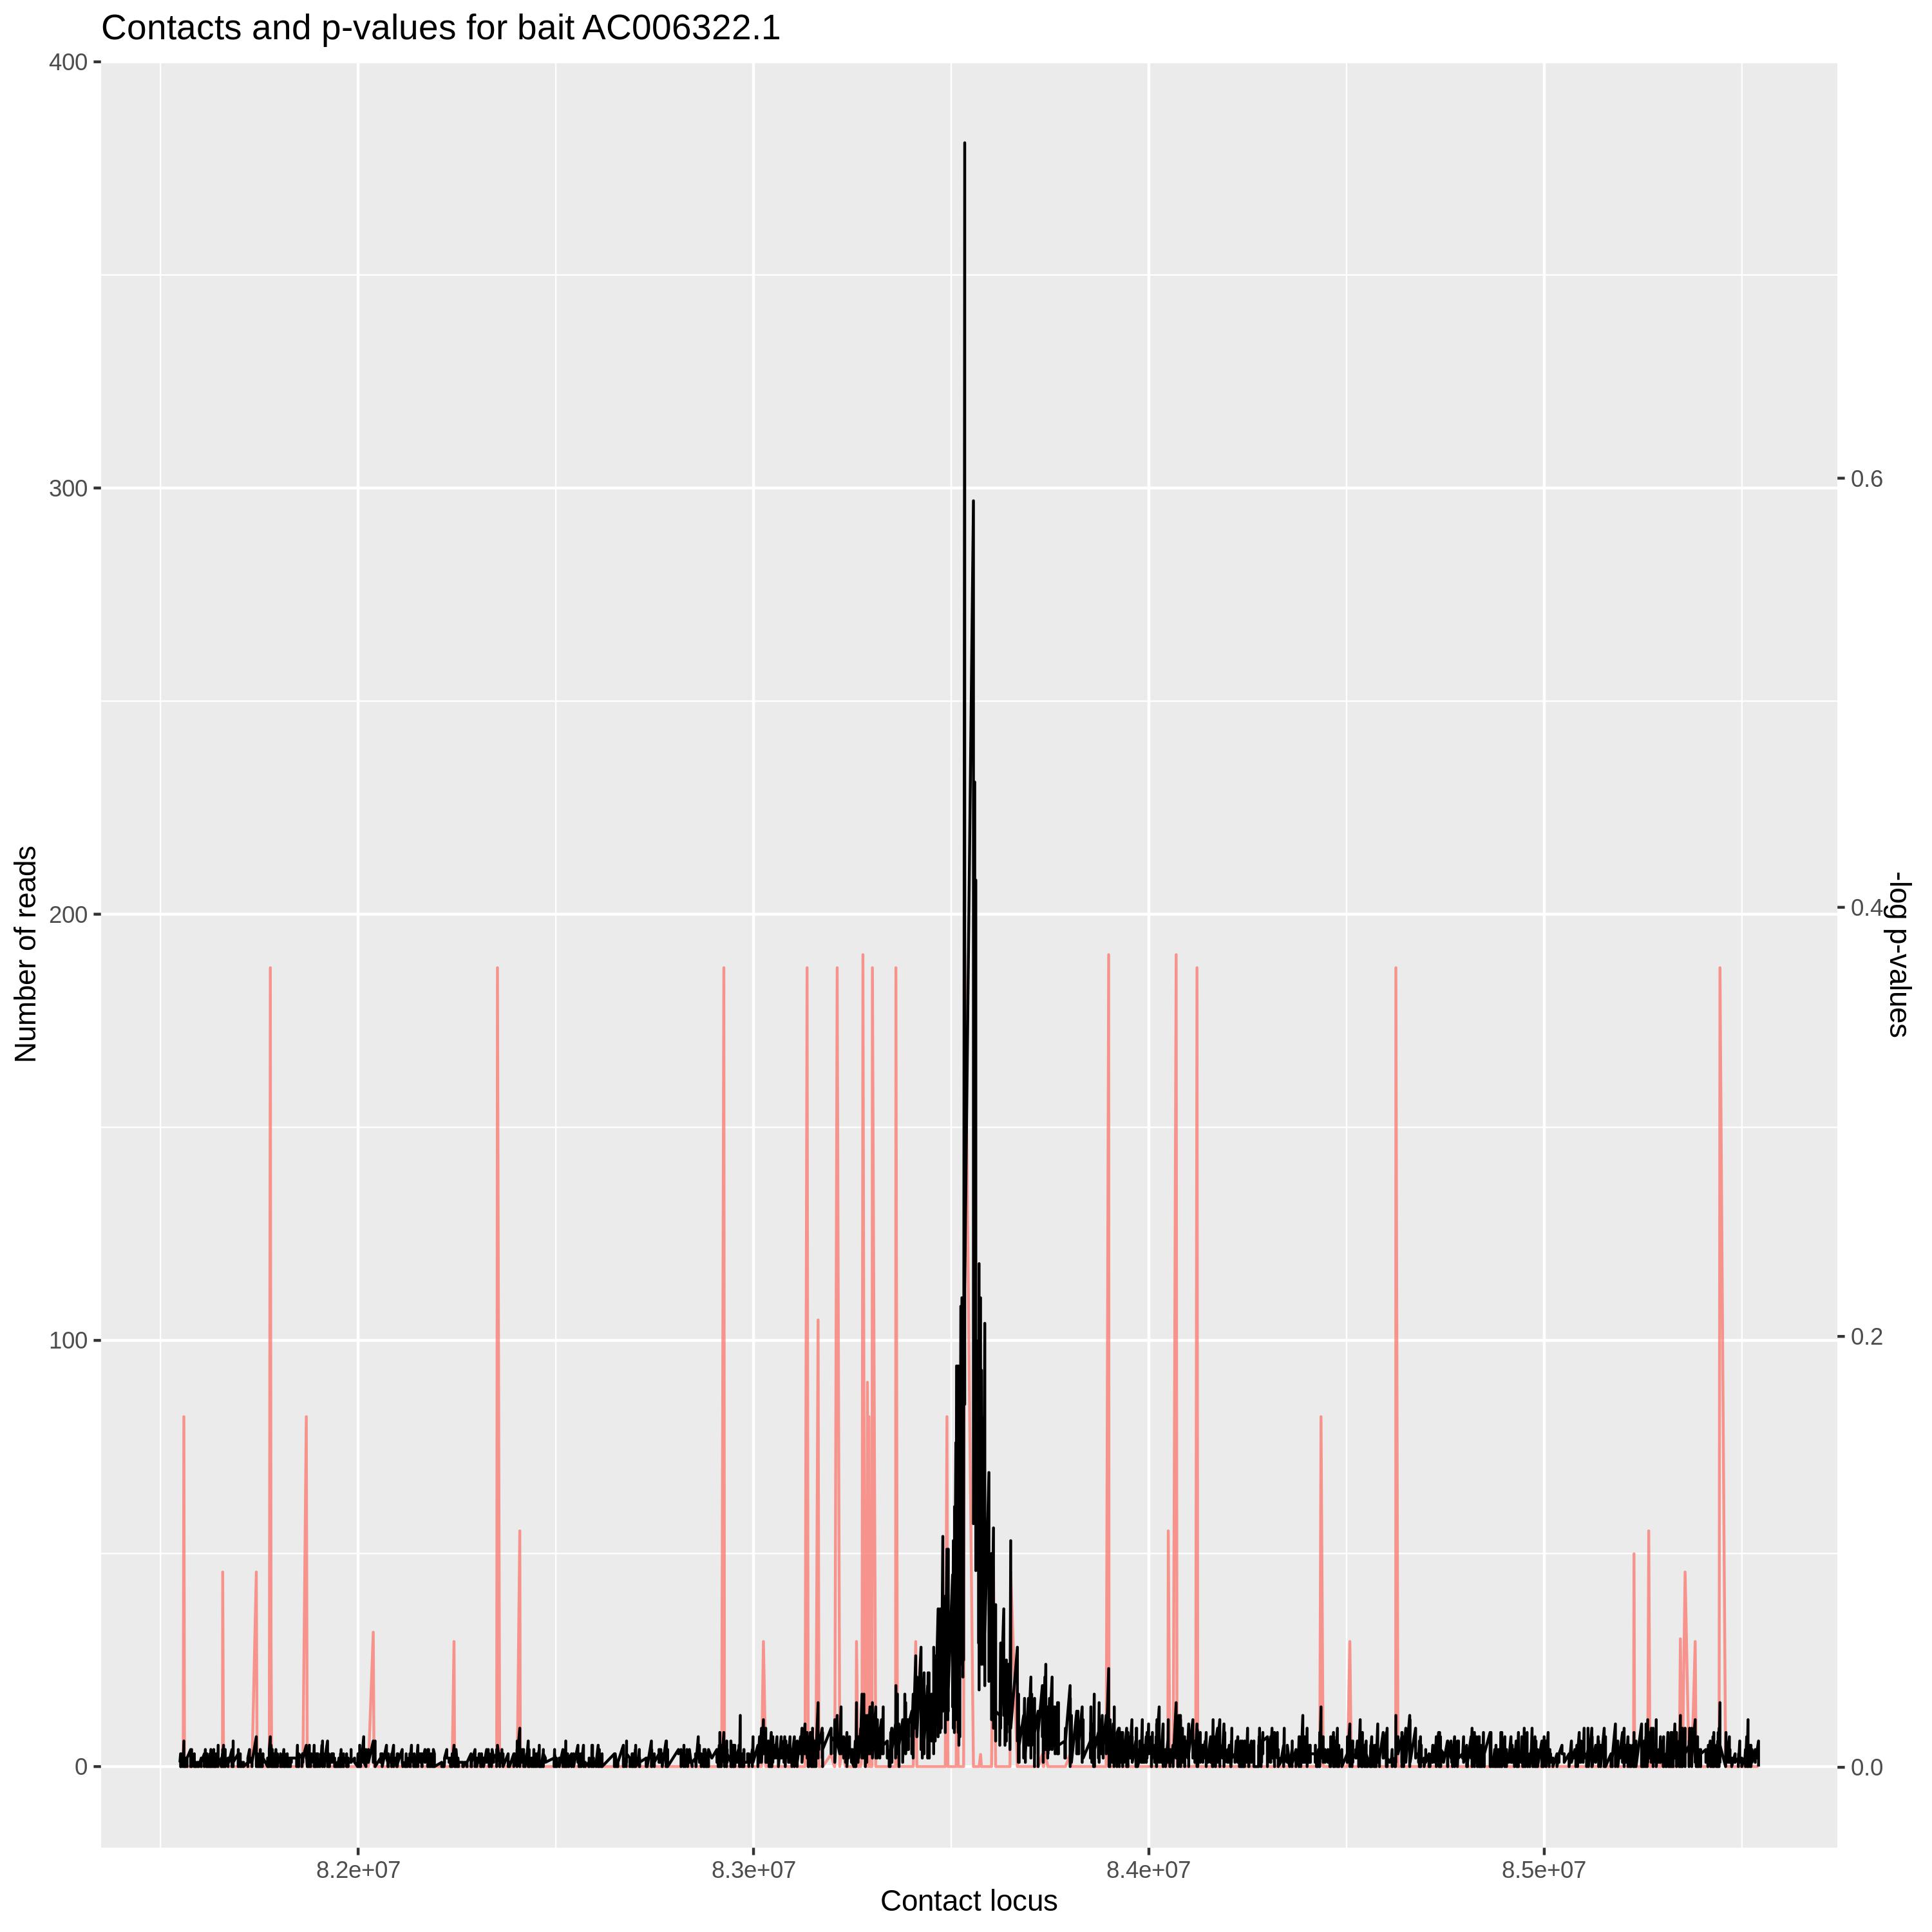 Contacts and p-values for bait AC006322.1
400
300
200
100
0
Number of reads
0.6
0.4
0.2
0.0
-log p-values
8.2e+07
8.3e+07
8.4e+07
8.5e+07
Contact locus